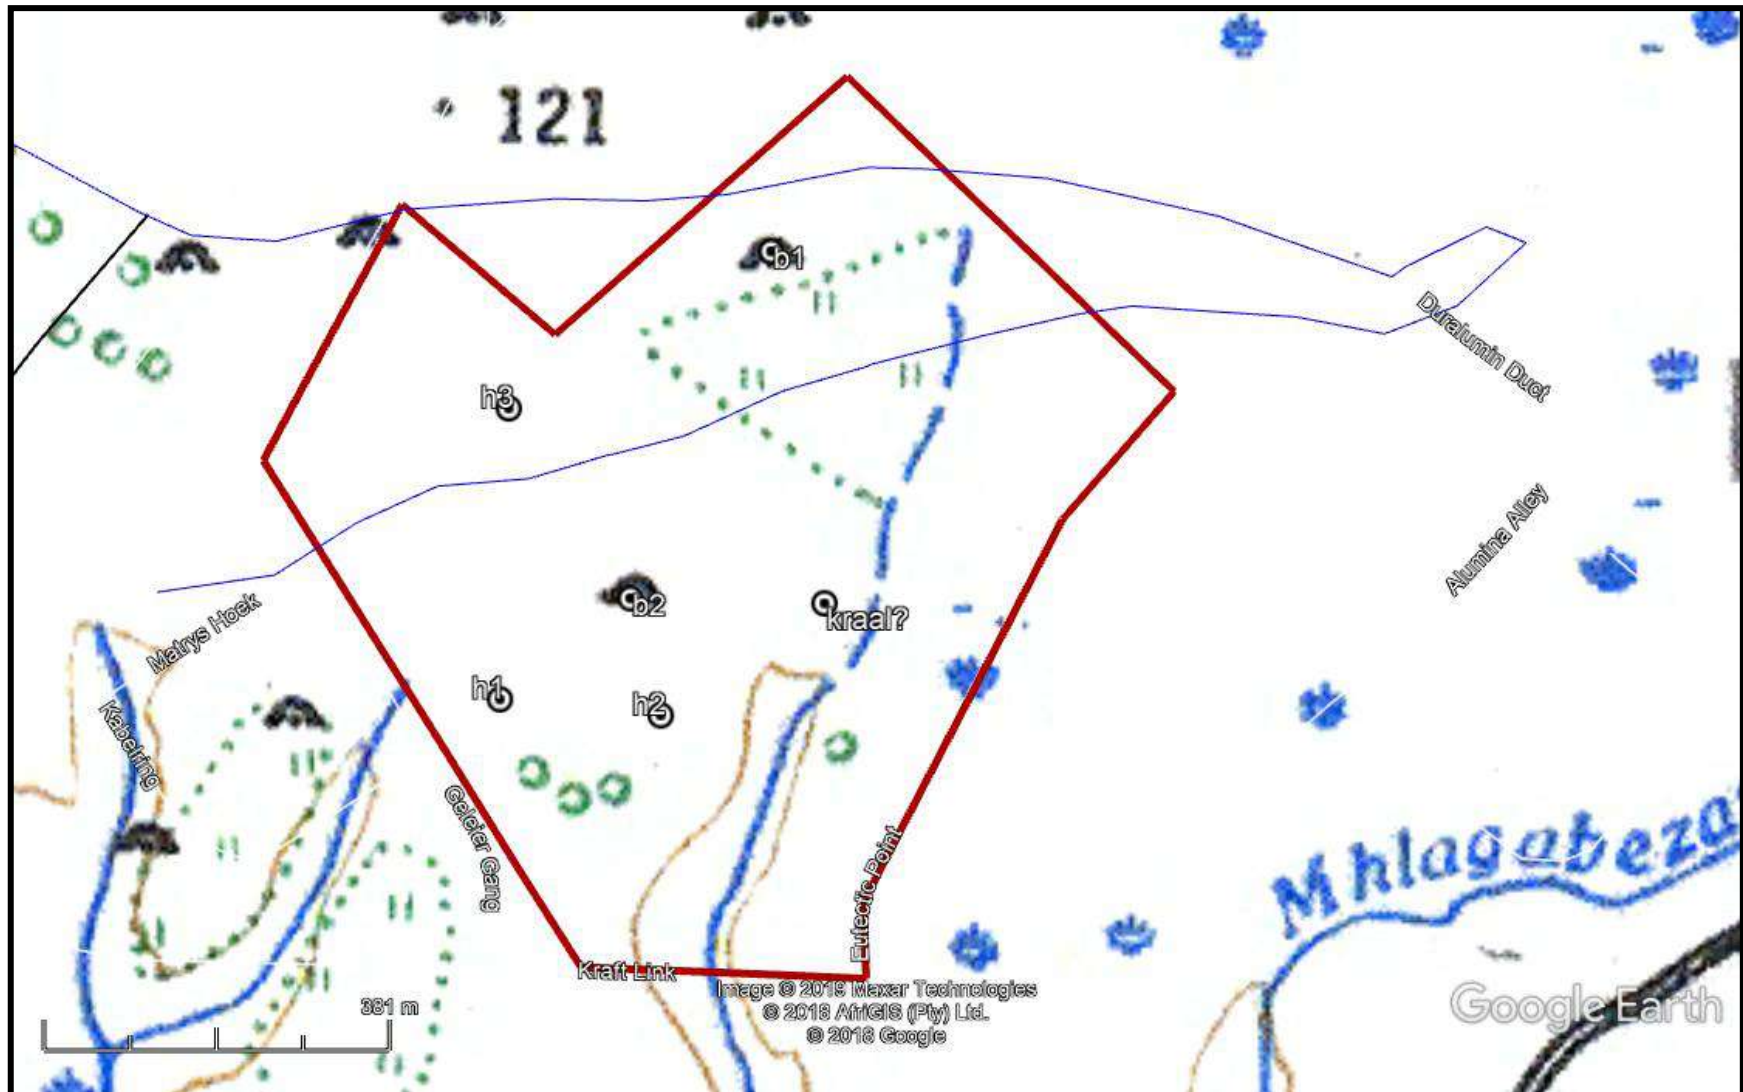 121
b1
Duralumin Duct
h3
Alumina Alley
b2
kraal?
Matrys Hoek
h1
h2
Kabelring
Geleier Gang
Eutectic Point
Mhlagabeza
Kraft Link
Image © 2019 Maxar Technologies
© 2018 AfriGIS (Pty) Ltd.
© 2018 Google
381 m
Google Earth